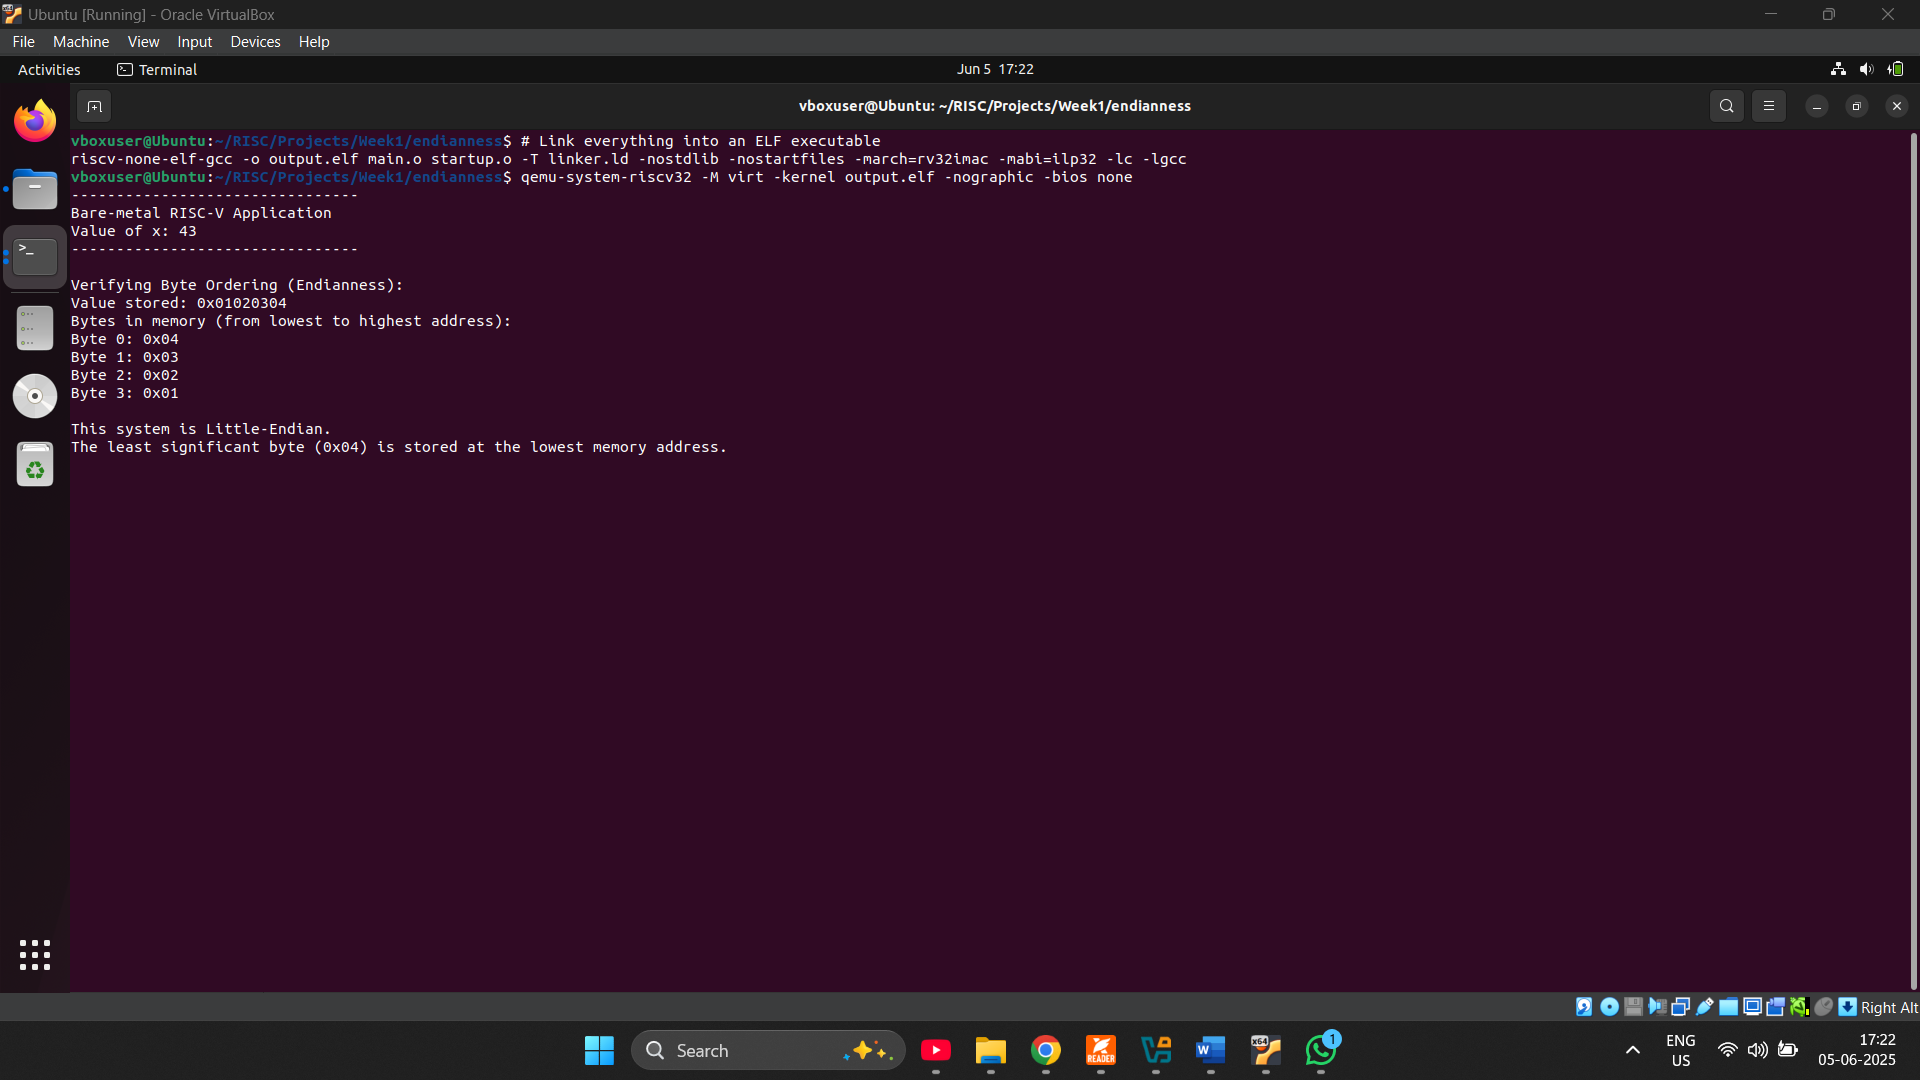 Ubuntu [Running] - Oracle VirtualBox
File Machine View Input Devices Help
Activities Terminal Jun 5 17:22
vboxuser@Ubuntu: ~/RISC/Projects/Week1/endianness
vboxuser@Ubuntu:~/RISC/Projects/Week1/endianness$ # Link everything into an ELF executable
riscv-none-elf-gcc -o output.elf main.o startup.o -T linker.ld -nostdlib -nostartfiles -march=rv32imac -mabi=ilp32 -lc -lgcc
vboxuser@Ubuntu:~/RISC/Projects/Week1/endianness$ qemu-system-riscv32 -M virt -kernel output.elf -nographic -bios none
--------------------------------
Bare-metal RISC-V Application
Value of x: 43
--------------------------------
Verifying Byte Ordering (Endianness):
Value stored: 0x01020304
Bytes in memory (from lowest to highest address):
Byte 0: 0x04
Byte 1: 0x03
Byte 2: 0x02
Byte 3: 0x01
This system is Little-Endian.
The least significant byte (0x04) is stored at the lowest memory address.
Right Alt
Search
READER
W
x64
1
ENG
US
17:22
05-06-2025